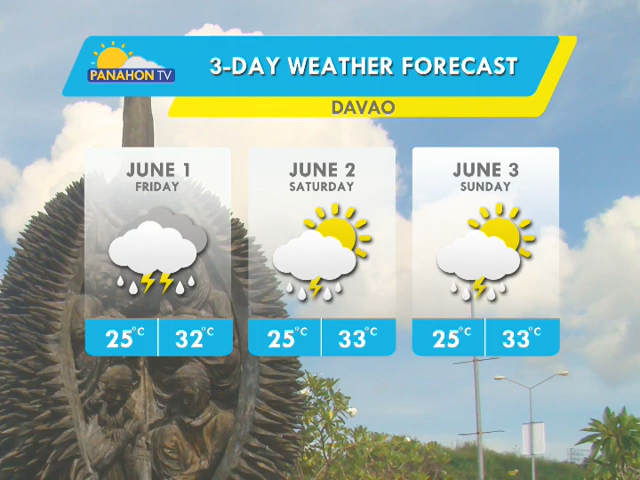 PANAHON TV
3-DAY WEATHER FORECAST
DAVAO
JUNE 1
FRIDAY
25°C 32°C
JUNE 2
SATURDAY
25°C 33°C
JUNE 3
SUNDAY
25°C 33°C